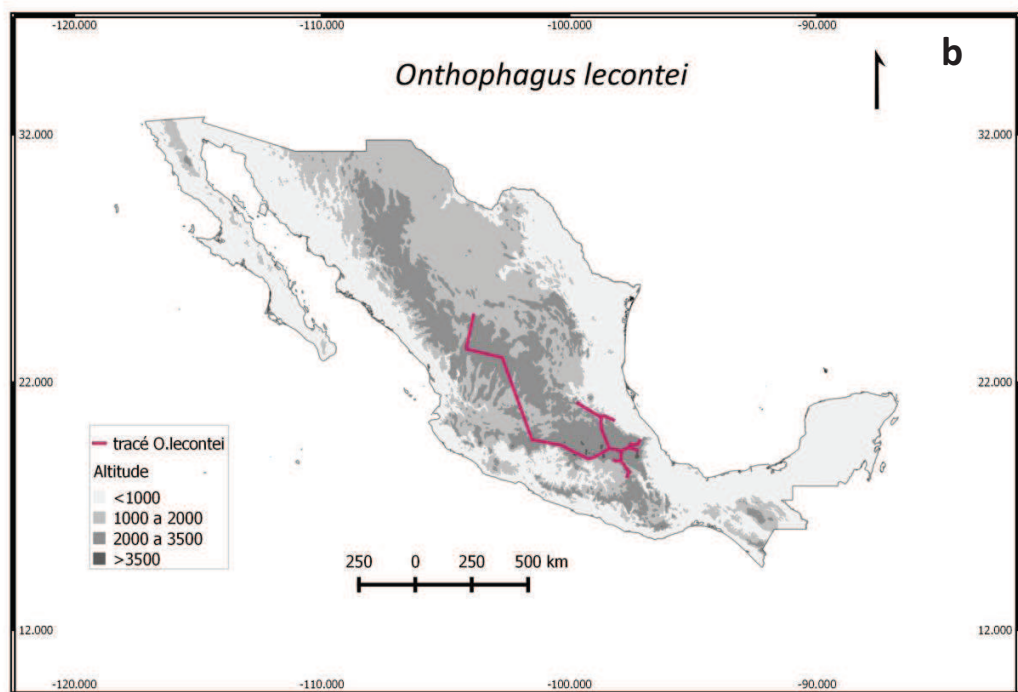 -120.000 -110.000 -100.000 -90.000
b
Onthophagus lecontei
32.000 32.000
22.000 22.000
tracé O.lecontei
Altitude
<1000
1000 a 2000
2000 a 3500
>3500
250 0 250 500 km
12.000 12.000
-120.000 -110.000 -100.000 -90.000